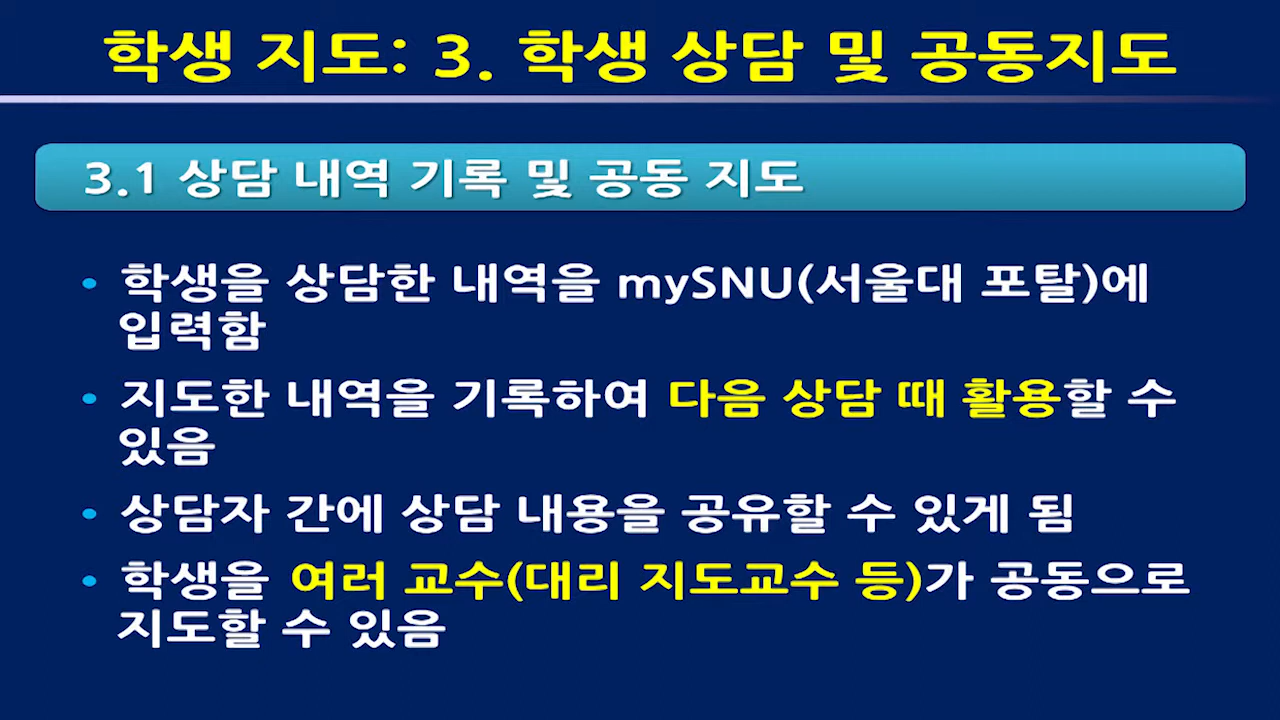 학생 지도: 3. 학생 상담 및 공동지도
3.1 상담 내역 기록 및 공동 지도
• 학생을 상담한 내역을 mySNU(서울대 포탈)에
입력함
• 지도한 내역을 기록하여 다음 상담 때 활용할 수
있음
• 상담자 간에 상담 내용을 공유할 수 있게 됨
• 학생을 여러 교수(대리 지도교수 등)가 공동으로
지도할 수 있음